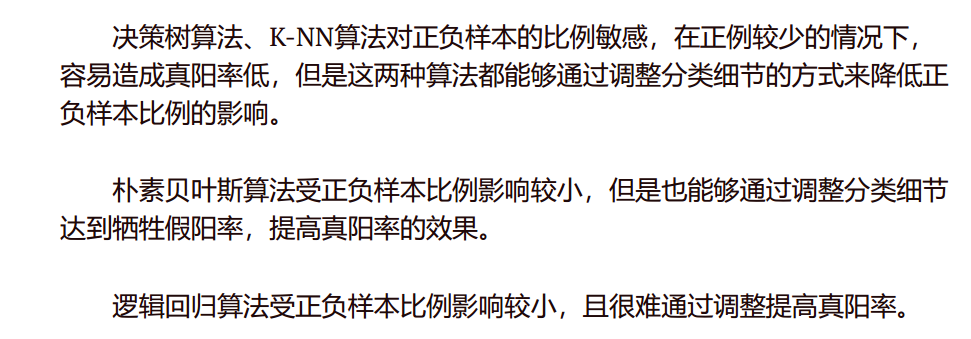 决策树算法、K-NN算法对正负样本的比例敏感，在正例较少的情况下，
容易造成真阳率低，但是这两种算法都能够通过调整分类细节的方式来降低正
负样本比例的影响。
朴素贝叶斯算法受正负样本比例影响较小，但是也能够通过调整分类细节
达到牺牲假阳率，提高真阳率的效果。
逻辑回归算法受正负样本比例影响较小，且很难通过调整提高真阳率。